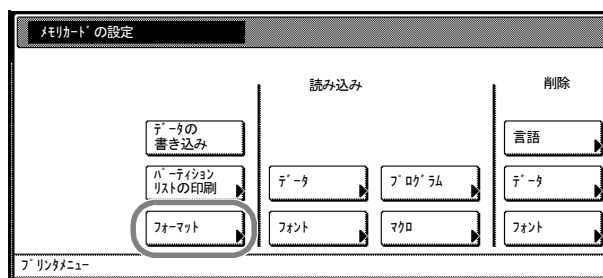 ﾒﾓﾘｶｰﾄﾞの設定
読み込み
削除
ﾃﾞｰﾀの
書き込み
言語
ﾊﾟｰﾃｨｼｮﾝ
ﾘｽﾄの印刷
ﾃﾞｰﾀ
ﾌﾟﾛｸﾞﾗﾑ
ﾃﾞｰﾀ
ﾌｫｰﾏｯﾄ
ﾌｫﾝﾄ
ﾏｸﾛ
ﾌｫﾝﾄ
ﾌﾟﾘﾝﾀﾒﾆｭｰ